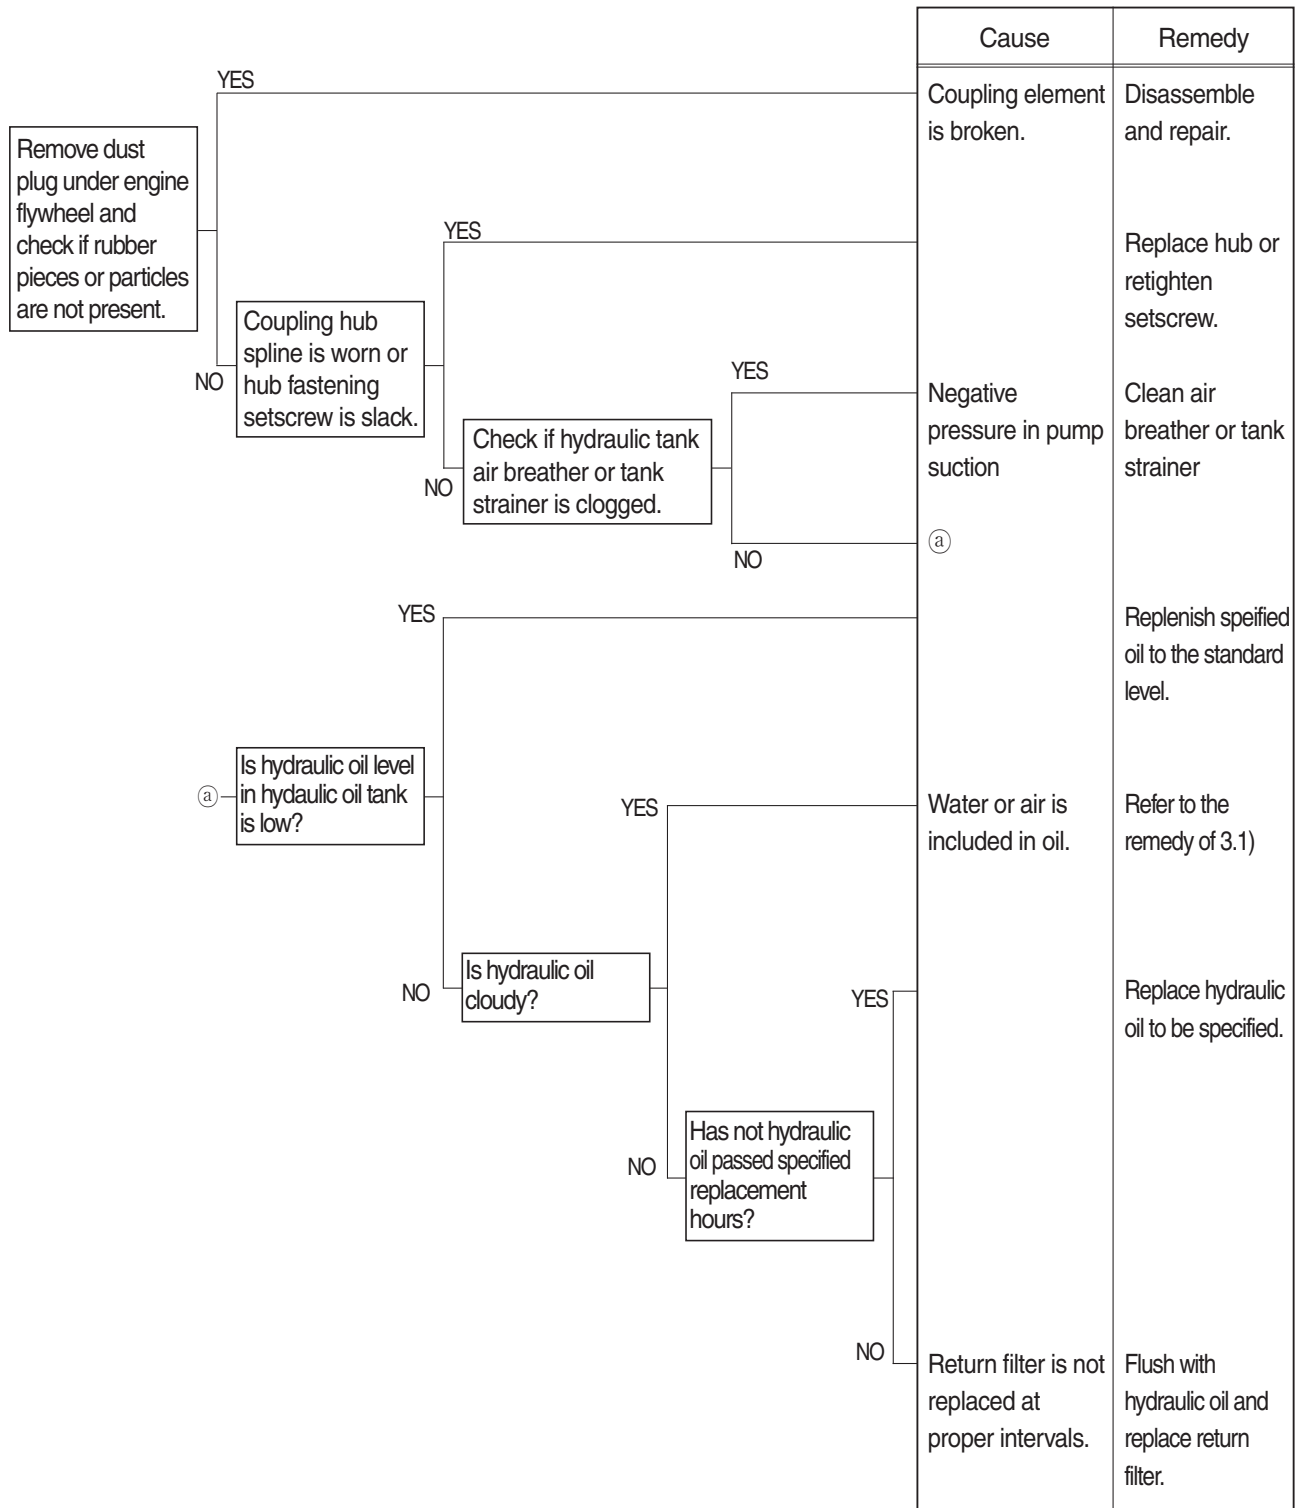 Cause
Remedy
YES
Coupling element
is broken.
Disassemble
and repair.
Remove dust
plug under engine
flywheel and
check if rubber
pieces or particles
are not present.
YES
Replace hub or
retighten
setscrew.
NO
Coupling hub
spline is worn or
hub fastening
setscrew is slack.
YES
Negative
pressure in pump
suction
Clean air
breather or tank
strainer
NO
Check if hydraulic tank
air breather or tank
strainer is clogged.
NO
ⓐ
YES
Replenish speified
oil to the standard
level.
ⓐ
Is hydraulic oil level
in hydaulic oil tank
is low?
YES
Water or air is
included in oil.
Refer to the
remedy of 3.1)
NO
Is hydraulic oil
cloudy?
YES
Replace hydraulic
oil to be specified.
NO
Has not hydraulic
oil passed specified
replacement
hours?
NO
Return filter is not
replaced at
proper intervals.
Flush with
hydraulic oil and
replace return
filter.